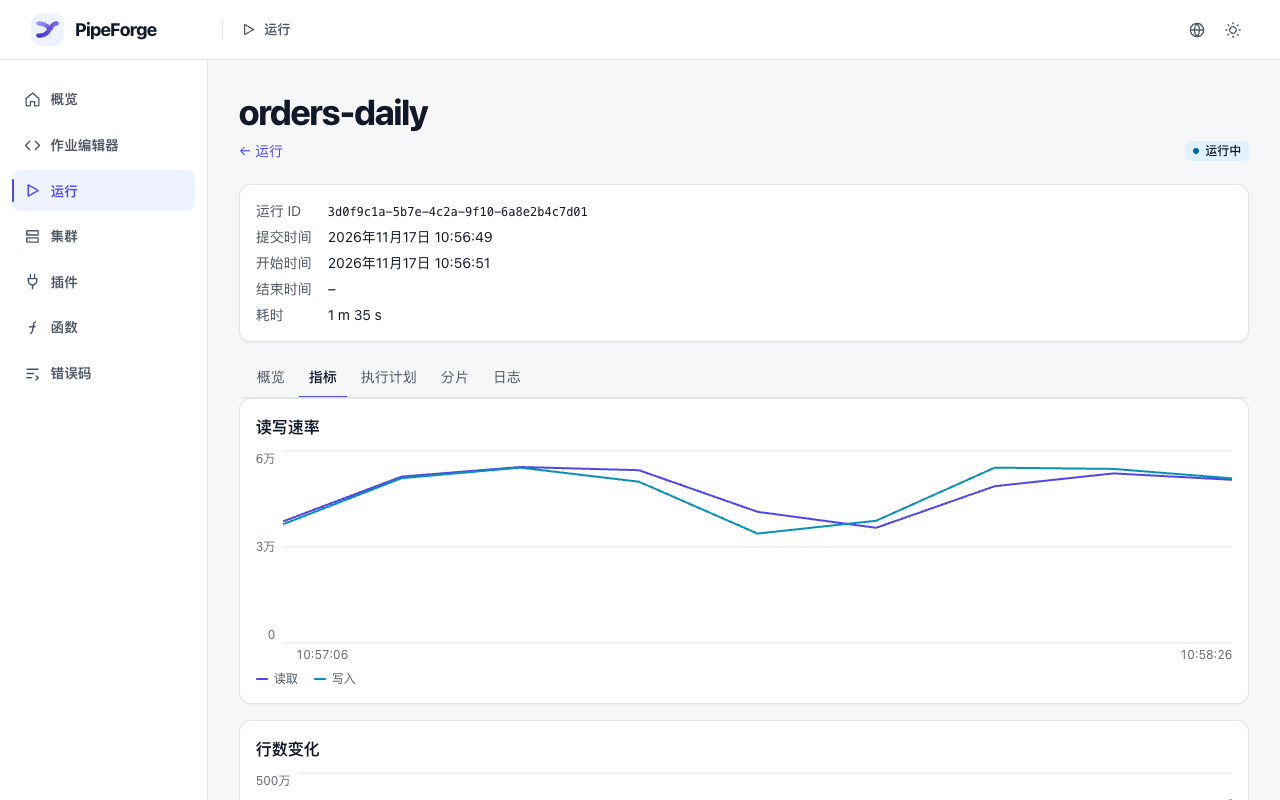 PipeForge
运行
概览
作业编辑器
运行
集群
插件
函数
错误码
orders-daily
← 运行
运行中
运行 ID 3d0f9c1a-5b7e-4c2a-9f10-6a8e2b4c7d01
提交时间 2026年11月17日 10:56:49
开始时间 2026年11月17日 10:56:51
结束时间 –
耗时 1 m 35 s
概览 指标 执行计划 分片 日志
读写速率
6万
3万
0
10:57:06 10:58:26
读取 写入
行数变化
500万